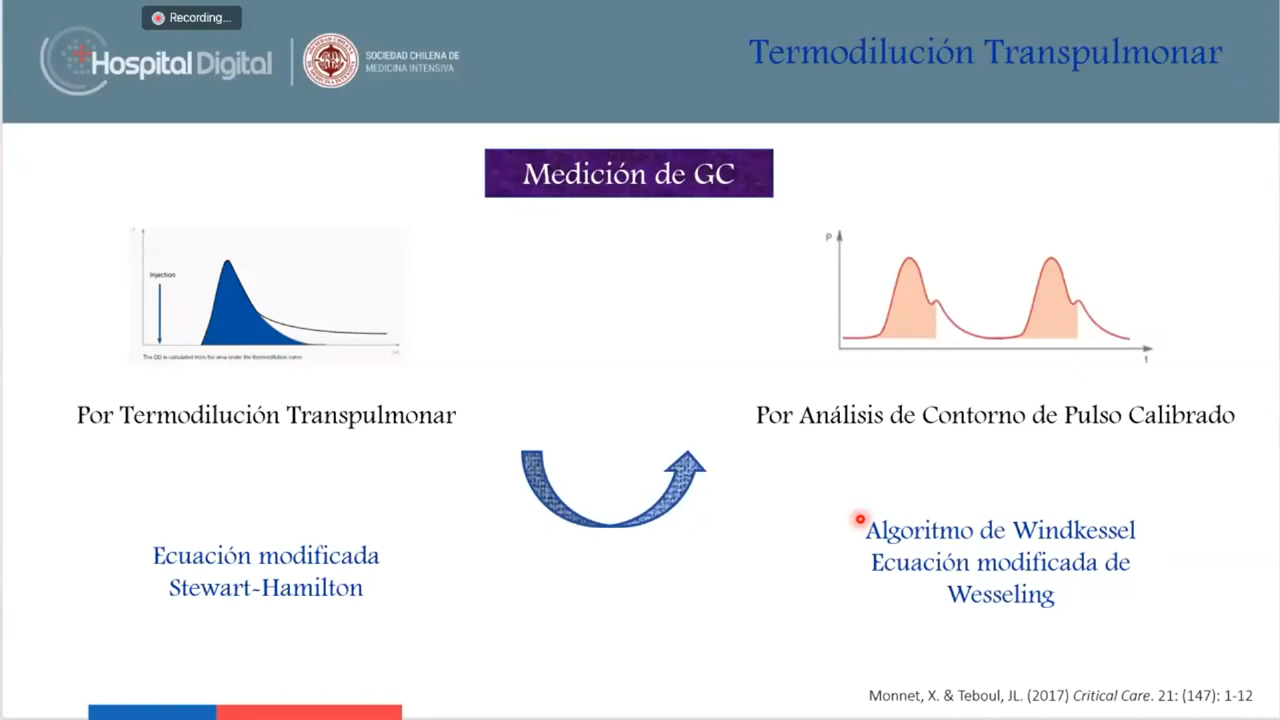 Recording...
Hospital Digital
SOCIEDAD CHILENA DE
MEDICINA INTENSIVA
Termodilución Transpulmonar
Medición de GC
Injection
The GC is calculated from the area under the thermodilution curve
P
t
Por Termodilución Transpulmonar
Por Análisis de Contorno de Pulso Calibrado
Ecuación modificada
Stewart-Hamilton
Algoritmo de Windkessel
Ecuación modificada de
Wesseling
Monnet, X. & Teboul, JL. (2017) Critical Care. 21: (147): 1-12